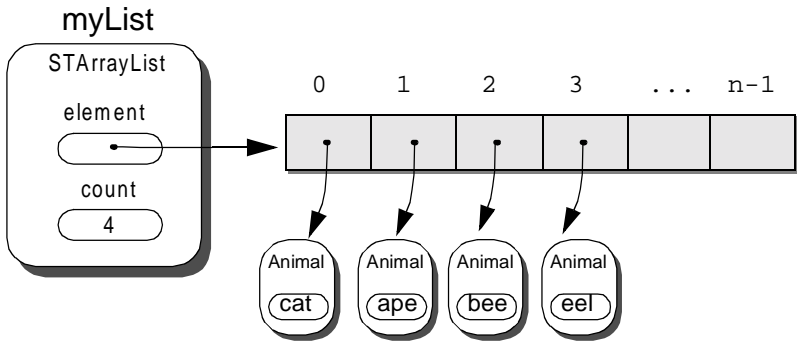 myList
STArrayList
element
count
4
0 1 2 3 ... n-1
Animal Animal Animal Animal
cat ape bee eel